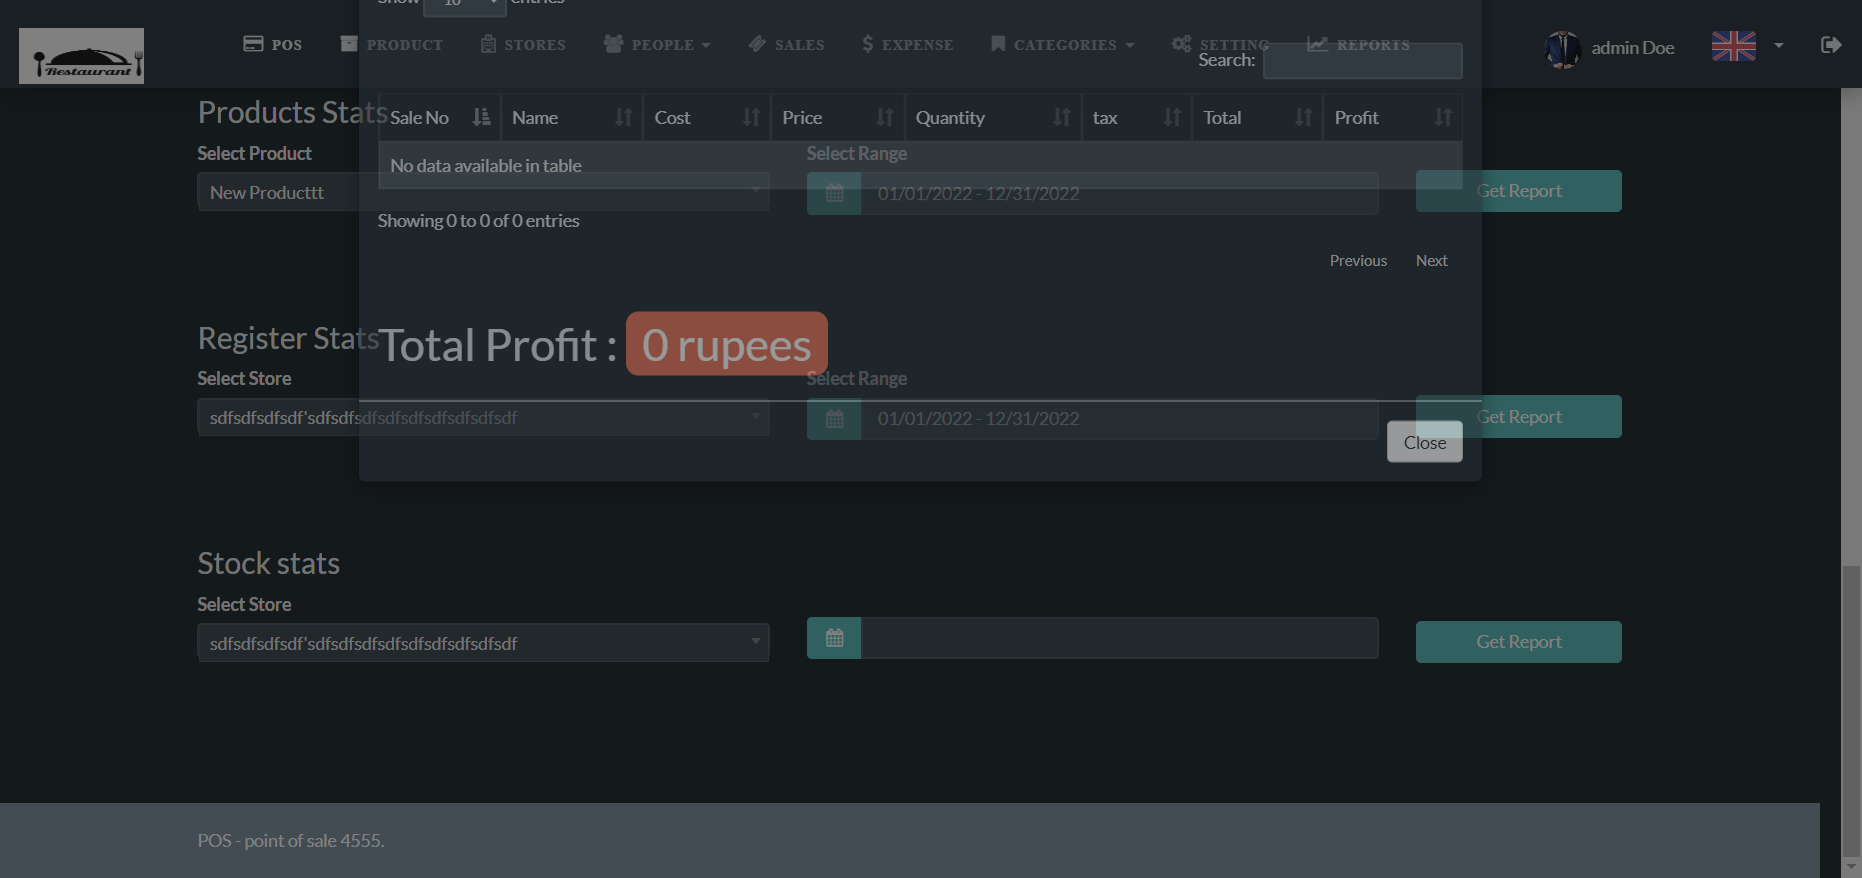 Show 10 entries
POS PRODUCT STORES PEOPLE SALES EXPENSE CATEGORIES SETTING REPORTS
admin Doe
Restaurant
Search:
Products Stats
Sale No Name Cost Price Quantity tax Total Profit
Select Product
Select Range
No data available in table
New Producttt
01/01/2022 - 12/31/2022
Get Report
Showing 0 to 0 of 0 entries
Previous Next
Register Stats
Total Profit : 0 rupees
Select Store
Select Range
sdfsdfsdfsdf'sdfsdfsdfsdfsdfsdfsdfsdfsdf
01/01/2022 - 12/31/2022
Get Report
Close
Stock stats
Select Store
sdfsdfsdfsdf'sdfsdfsdfsdfsdfsdfsdfsdfsdf
Get Report
POS - point of sale 4555.